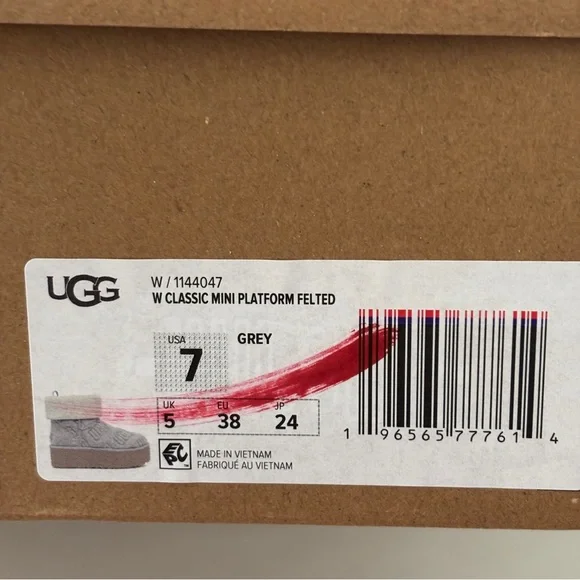 UGG
W / 1144047
W CLASSIC MINI PLATFORM FELTED
USA
7
GREY
UK EU JP
5 38 24
MADE IN VIETNAM
FABRIQUÉ AU VIETNAM
1 96565 77761 4